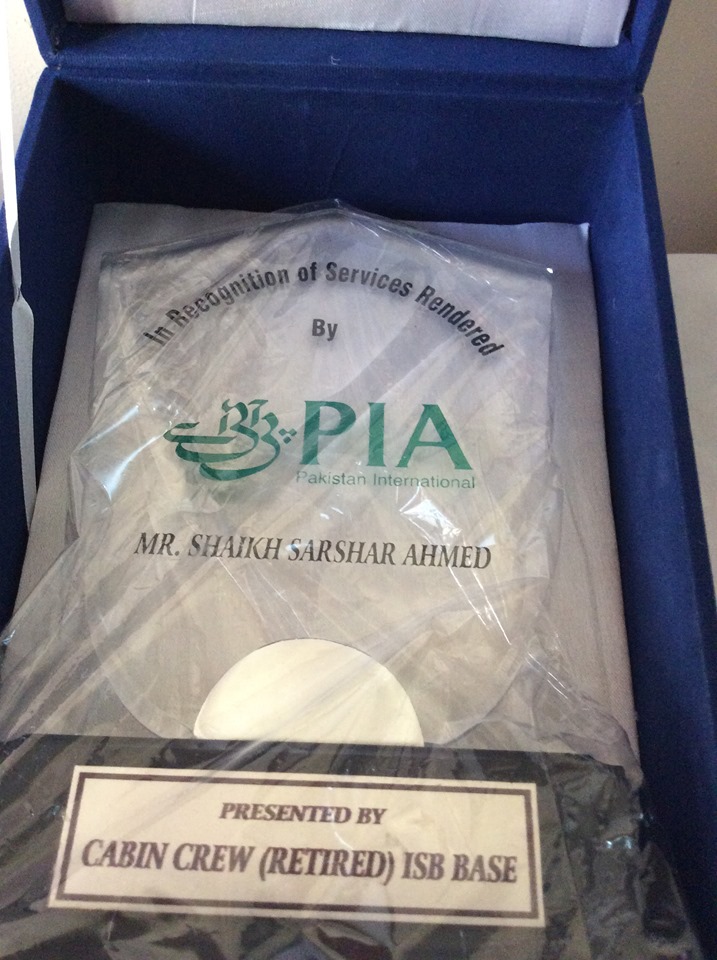 In Recognition of Services Rendered
By
PIA
Pakistan International
MR. SHAIKH SARSHAR AHMED
PRESENTED BY
CABIN CREW (RETIRED) ISB BASE